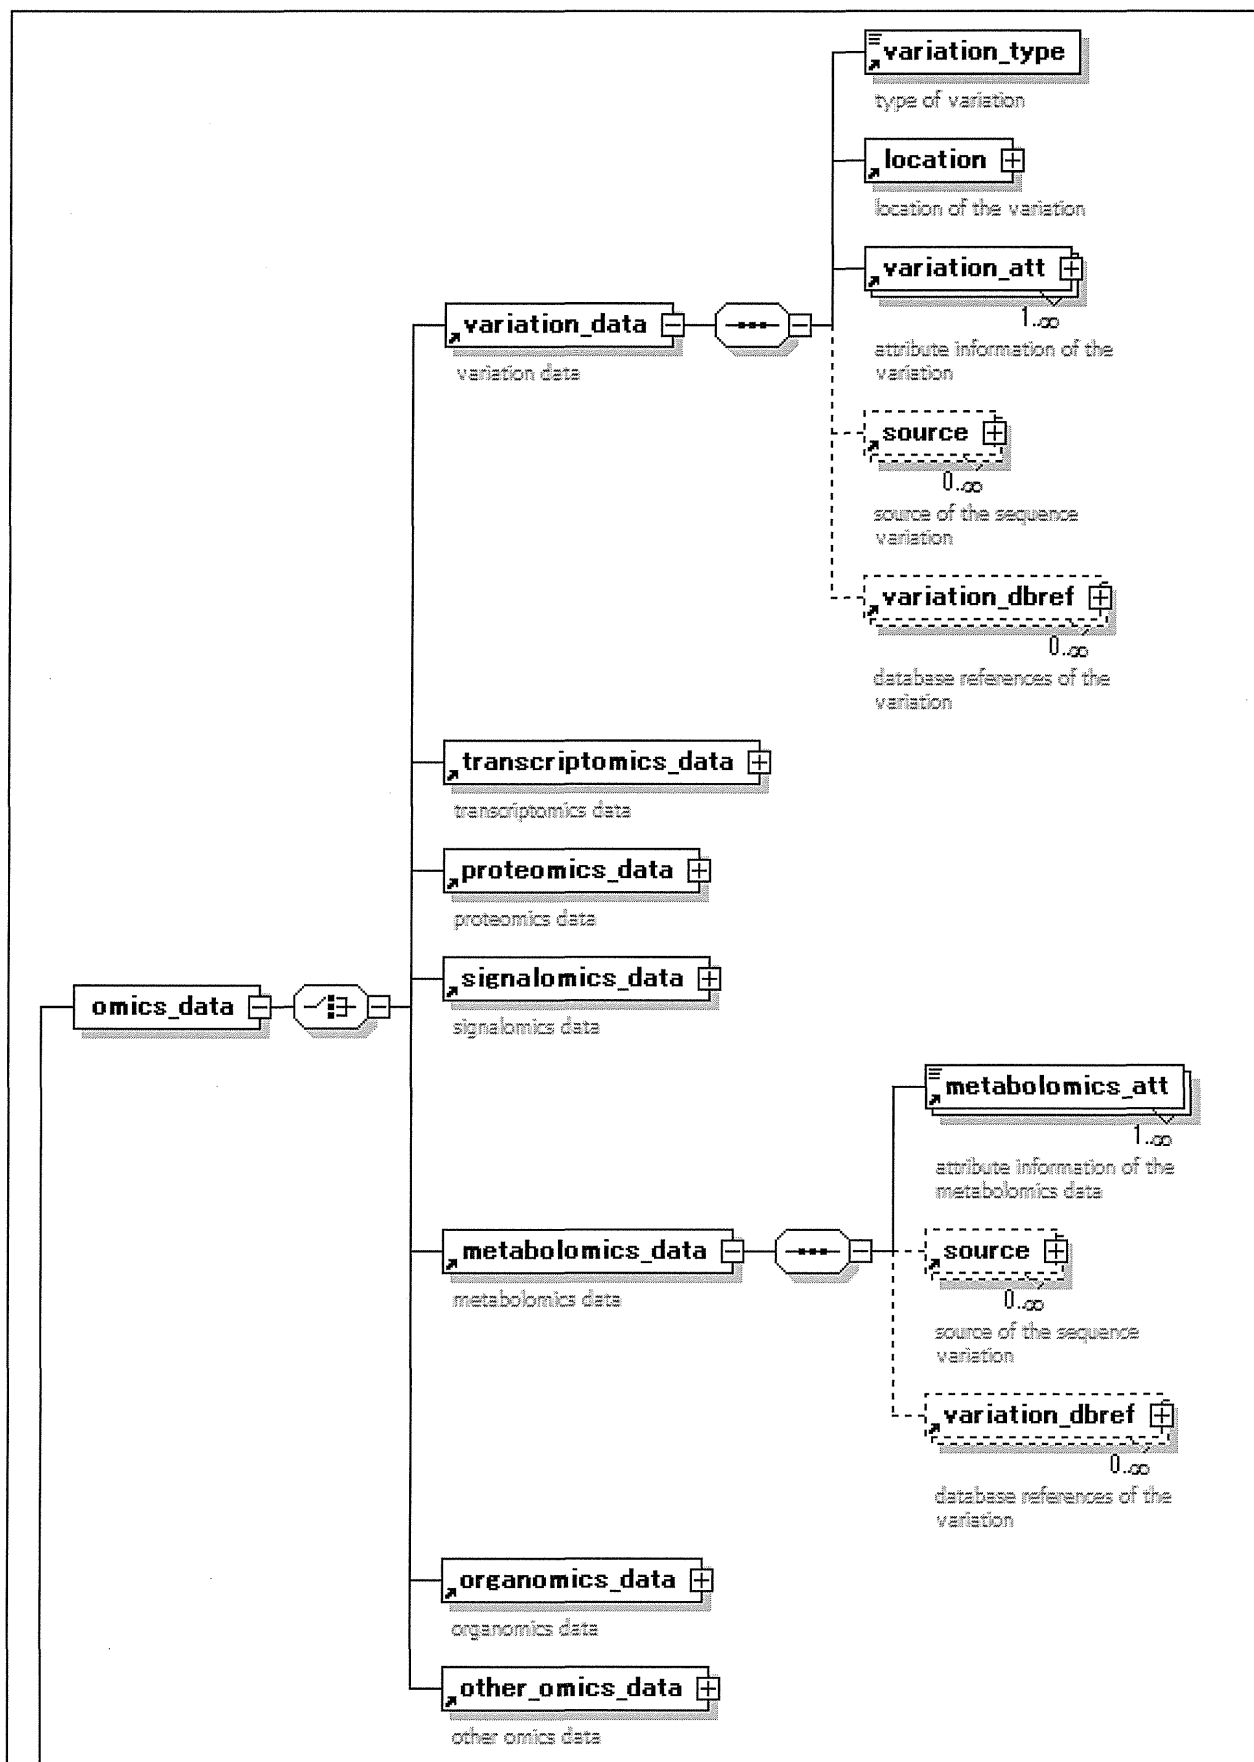 variation_type
type of variation
location
location of the variation
variation_att
1..∞
attribute information of the
variation
variation_data
variation data
source
0..∞
source of the sequence
variation
variation_dbref
0..∞
database references of the
variation
transcriptomics_data
transcriptomics data
proteomics_data
proteomics data
signalomics_data
signalomics data
omics_data
metabolomics_att
1..∞
attribute information of the
metabolomics data
metabolomics_data
metabolomics data
source
0..∞
source of the sequence
variation
variation_dbref
0..∞
database references of the
variation
organomics_data
organomics data
other_omics_data
other omics data